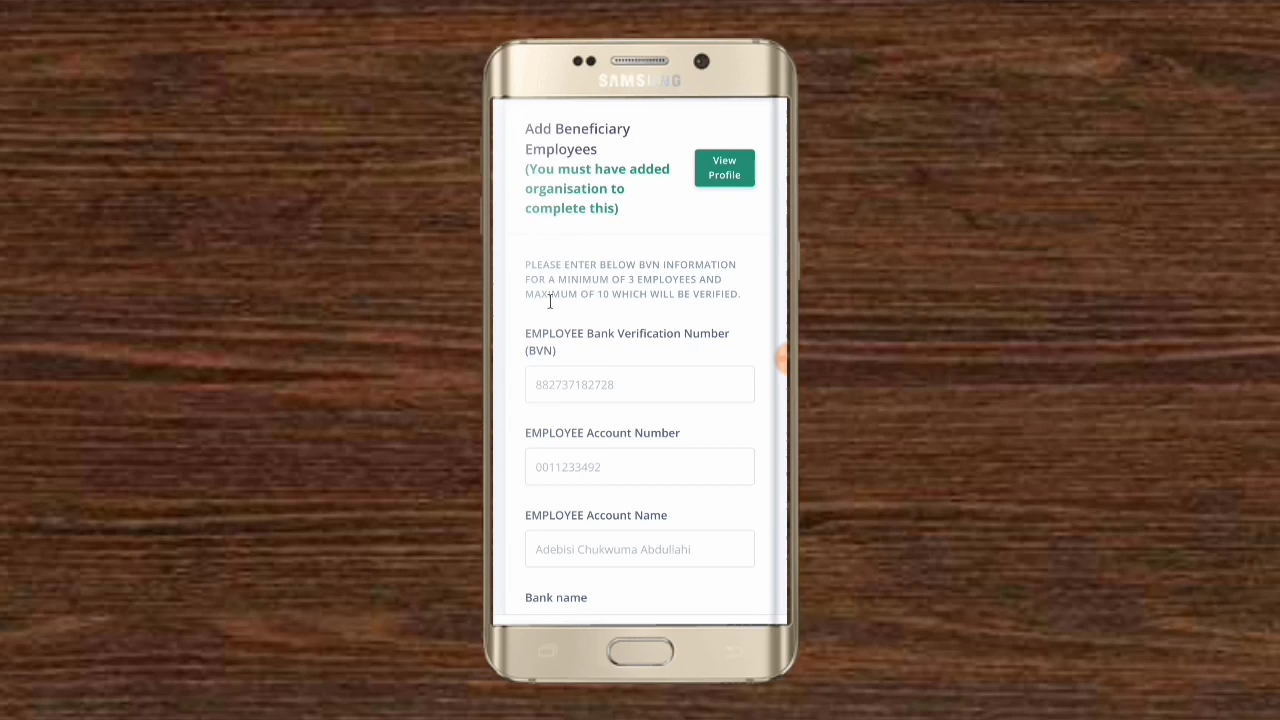 SAMSUNG
Add Beneficiary
Employees
(You must have added
organisation to
complete this)
View
Profile
PLEASE ENTER BELOW BVN INFORMATION
FOR A MINIMUM OF 3 EMPLOYEES AND
MAXIMUM OF 10 WHICH WILL BE VERIFIED.
EMPLOYEE Bank Verification Number
(BVN)
882737182728
EMPLOYEE Account Number
0011233492
EMPLOYEE Account Name
Adebisi Chukwuma Abdullahi
Bank name